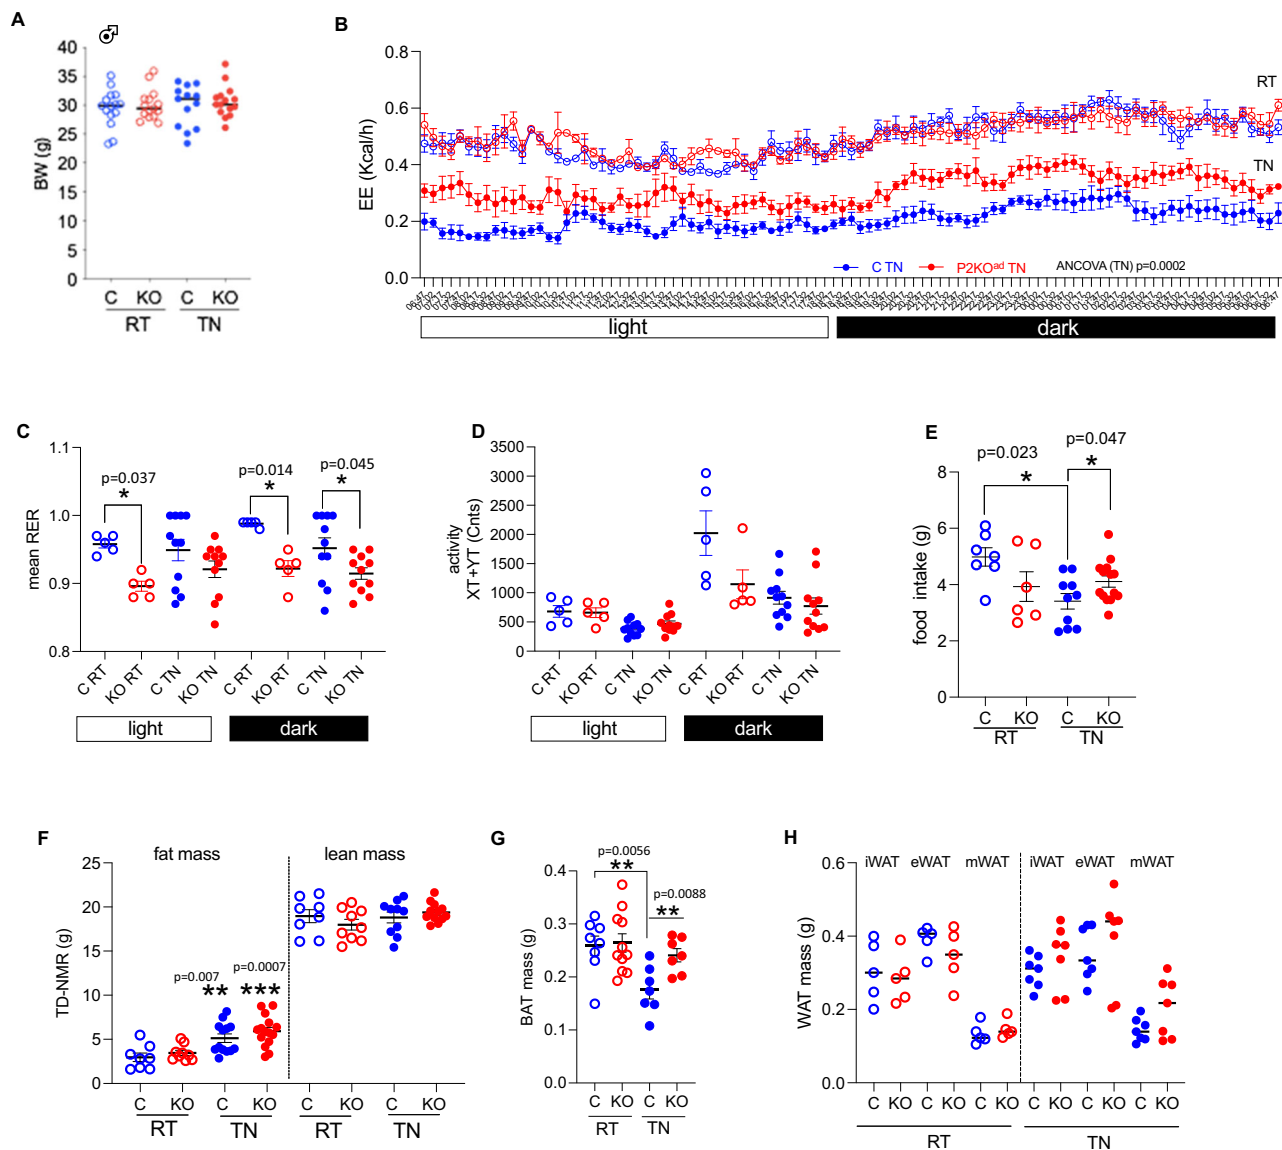 A
♂
BW (g)
40
35
30
25
20
15
10
5
0
C KO C KO
RT TN
B
EE (Kcal/h)
0.8
0.6
0.4
0.2
0.0
RT
TN
C TN P2KOad TN ANCOVA (TN) p=0.0002
light dark
C
mean RER
1.1
1.0
0.9
0.8
p=0.037
*
p=0.014
*
p=0.045
*
C RT KO RT C TN KO TN C RT KO RT C TN KO TN
light dark
D
activity
XT+YT (Cnts)
3500
3000
2500
2000
1500
1000
500
0
C RT KO RT C TN KO TN C RT KO RT C TN KO TN
light dark
E
food intake (g)
8
6
4
2
0
p=0.023
*
p=0.047
*
C KO C KO
RT TN
F
fat mass lean mass
TD-NMR (g)
25
20
15
10
5
0
p=0.007
**
p=0.0007
***
C KO C KO C KO C KO
RT TN RT TN
G
BAT mass (g)
0.4
0.3
0.2
0.1
0.0
p=0.0056
**
p=0.0088
**
C KO C KO
RT TN
H
WAT mass (g)
0.6
0.4
0.2
0.0
iWAT eWAT mWAT iWAT eWAT mWAT
C KO C KO C KO C KO C KO C KO
RT TN